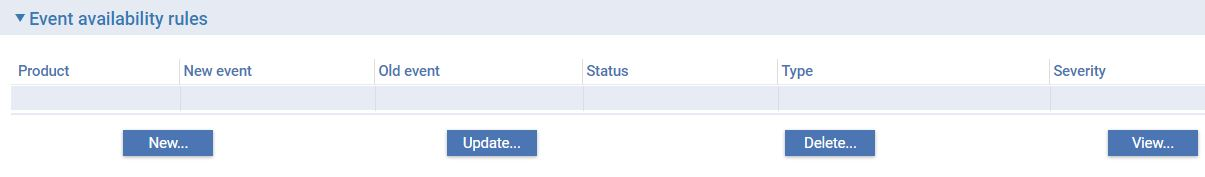 Event availability rules
Product New event Old event Status Type Severity
New... Update... Delete... View...